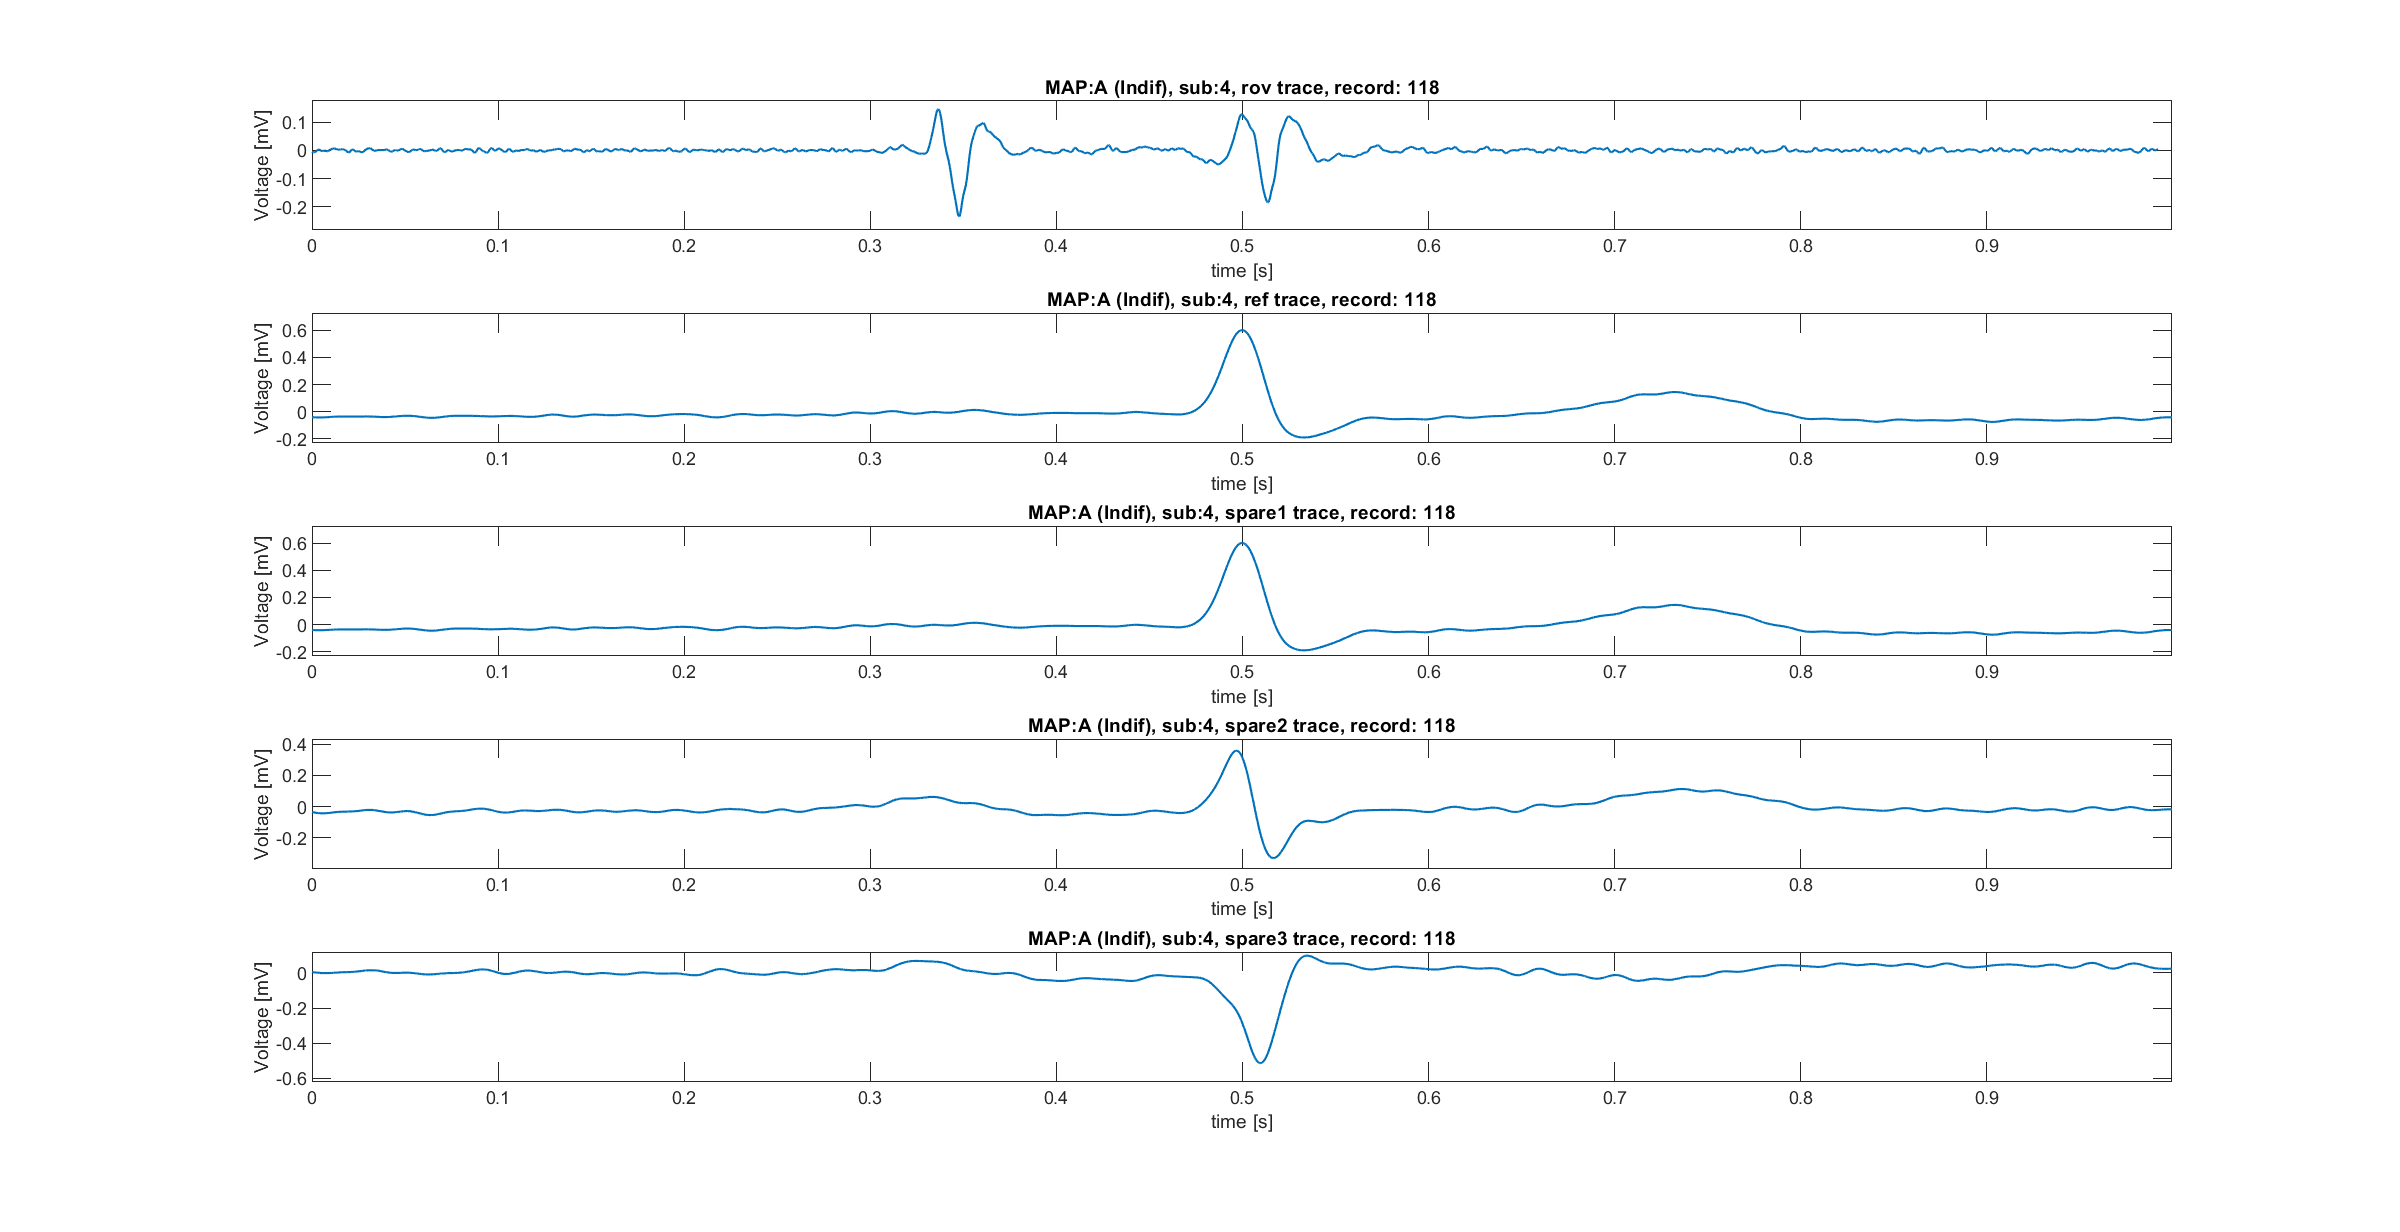 MAP:A (Indif), sub:4, rov trace, record: 118
Voltage [mV]
0.1
0
-0.1
-0.2
0 0.1 0.2 0.3 0.4 0.5 0.6 0.7 0.8 0.9
time [s]
MAP:A (Indif), sub:4, ref trace, record: 118
Voltage [mV]
0.6
0.4
0.2
0
-0.2
0 0.1 0.2 0.3 0.4 0.5 0.6 0.7 0.8 0.9
time [s]
MAP:A (Indif), sub:4, spare1 trace, record: 118
Voltage [mV]
0.6
0.4
0.2
0
-0.2
0 0.1 0.2 0.3 0.4 0.5 0.6 0.7 0.8 0.9
time [s]
MAP:A (Indif), sub:4, spare2 trace, record: 118
Voltage [mV]
0.4
0.2
0
-0.2
0 0.1 0.2 0.3 0.4 0.5 0.6 0.7 0.8 0.9
time [s]
MAP:A (Indif), sub:4, spare3 trace, record: 118
Voltage [mV]
0
-0.2
-0.4
-0.6
0 0.1 0.2 0.3 0.4 0.5 0.6 0.7 0.8 0.9
time [s]